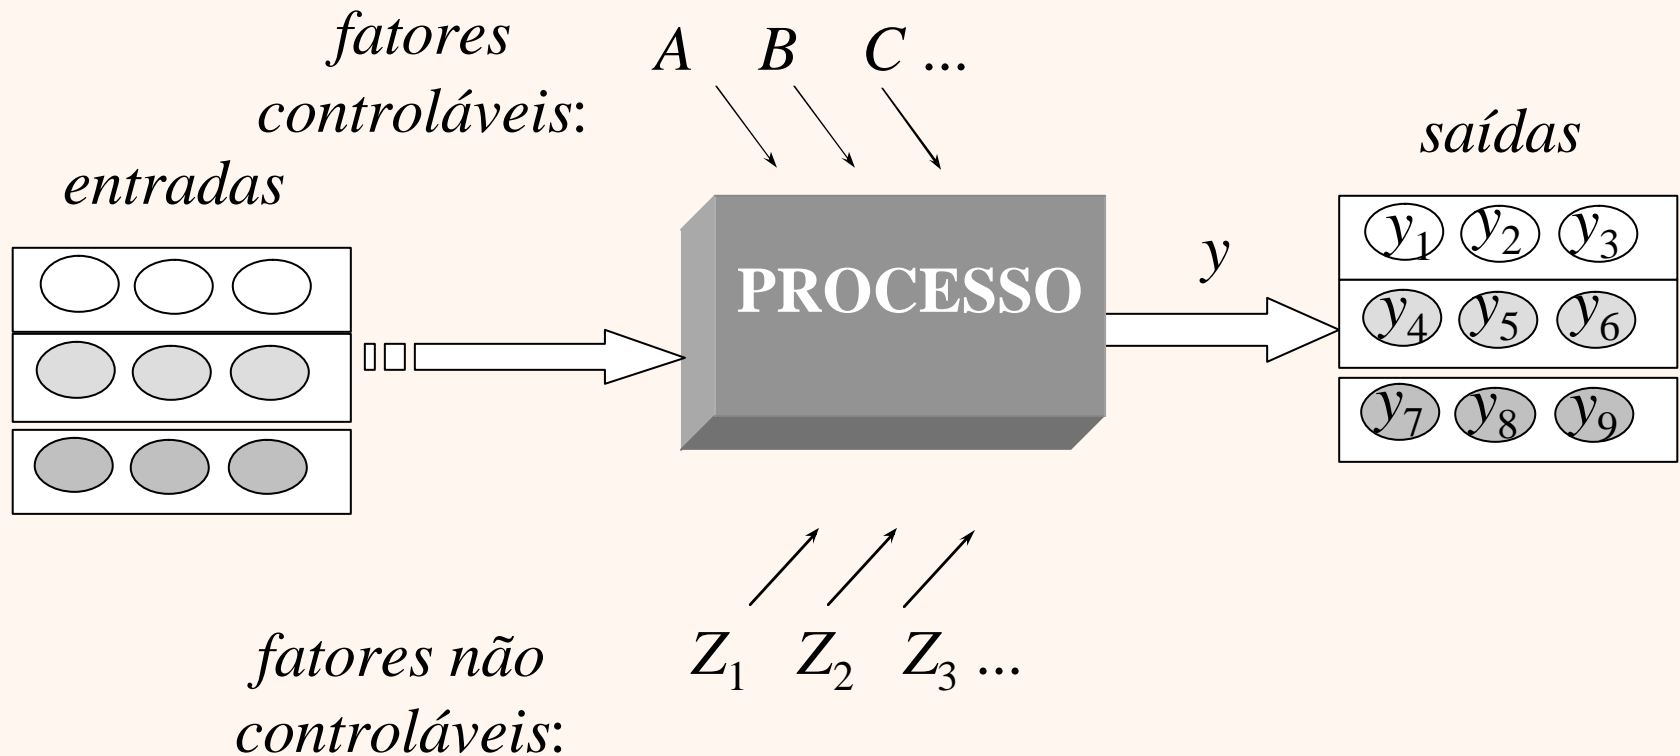 fatores
controláveis:
A B C ...
entradas
saídas
PROCESSO
y
y1 y2 y3
y4 y5 y6
y7 y8 y9
fatores não
controláveis:
Z1 Z2 Z3 ...